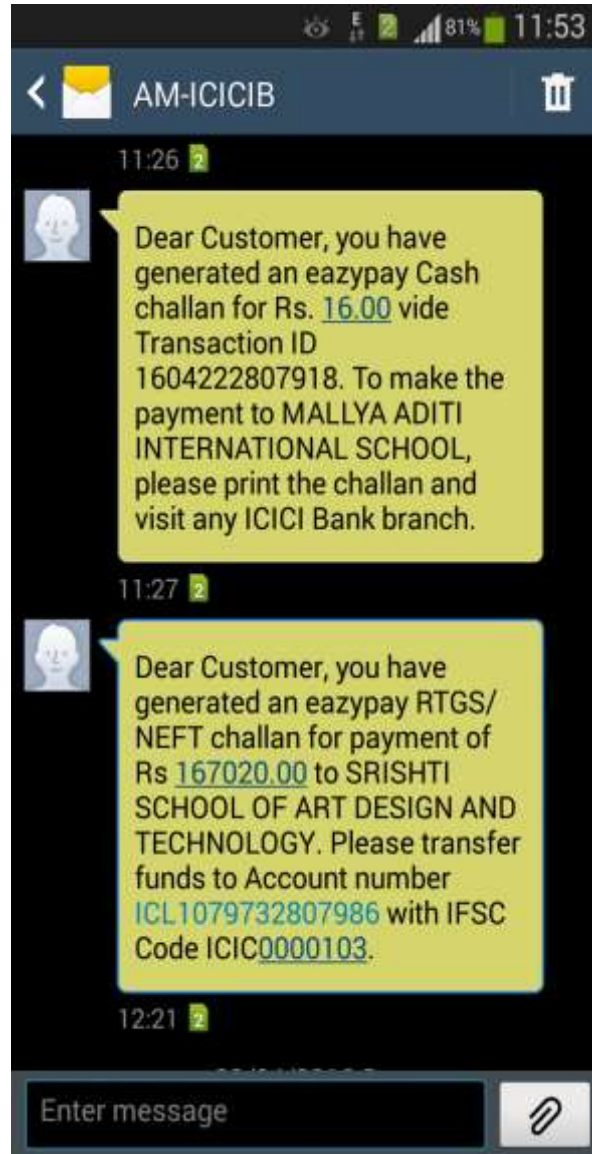 81% 11:53
AM-ICICIB
11:26 2
Dear Customer, you have
generated an eazypay Cash
challan for Rs. 16.00 vide
Transaction ID
1604222807918. To make the
payment to MALLYA ADITI
INTERNATIONAL SCHOOL,
please print the challan and
visit any ICICI Bank branch.
11:27 2
Dear Customer, you have
generated an eazypay RTGS/
NEFT challan for payment of
Rs 167020.00 to SRISHTI
SCHOOL OF ART DESIGN AND
TECHNOLOGY. Please transfer
funds to Account number
ICL1079732807986 with IFSC
Code ICIC0000103.
12:21 2
Enter message